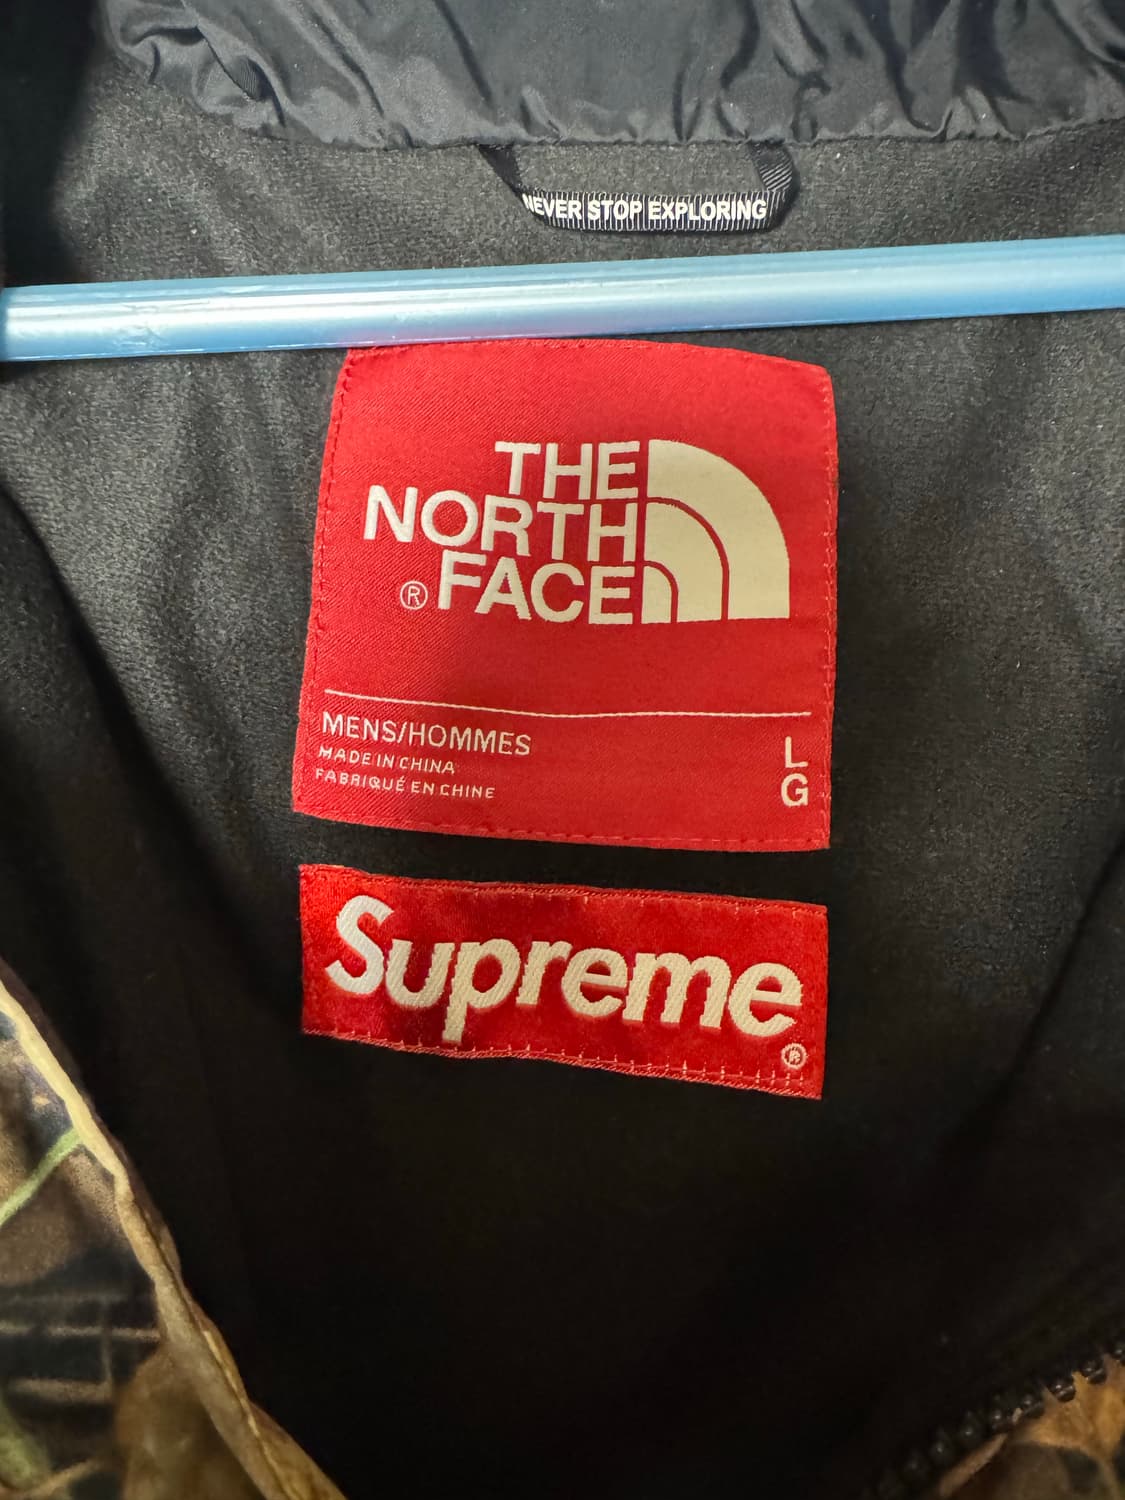 NEVER STOP EXPLORING
THE
NORTH
® FACE
MENS/HOMMES
MADE IN CHINA
FABRIQUÉ EN CHINE
L
G
Supreme
®